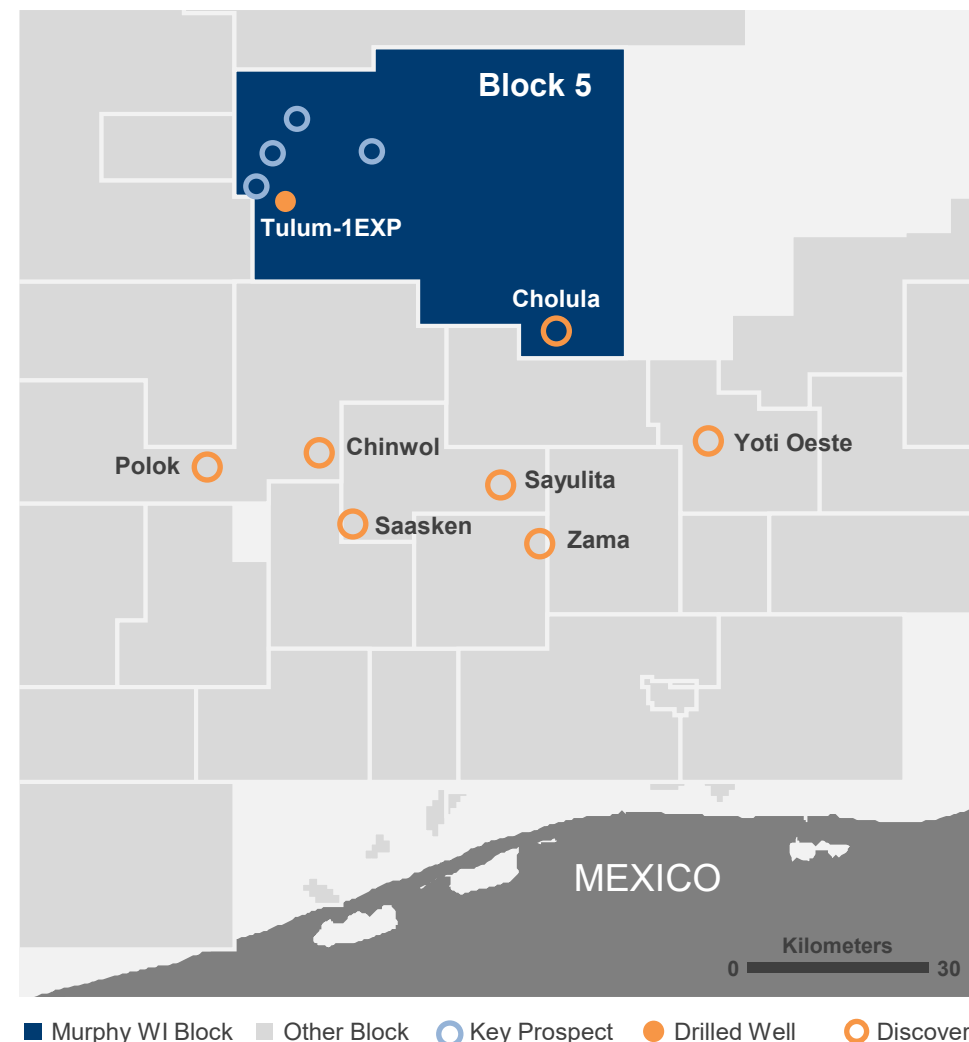 Block 5
Tulum-1EXP
Cholula
Chinwol
Yoti Oeste
Polok
Sayulita
Saasken
Zama
MEXICO
Kilometers
0 30
Murphy WI Block Other Block Key Prospect Drilled Well Discover